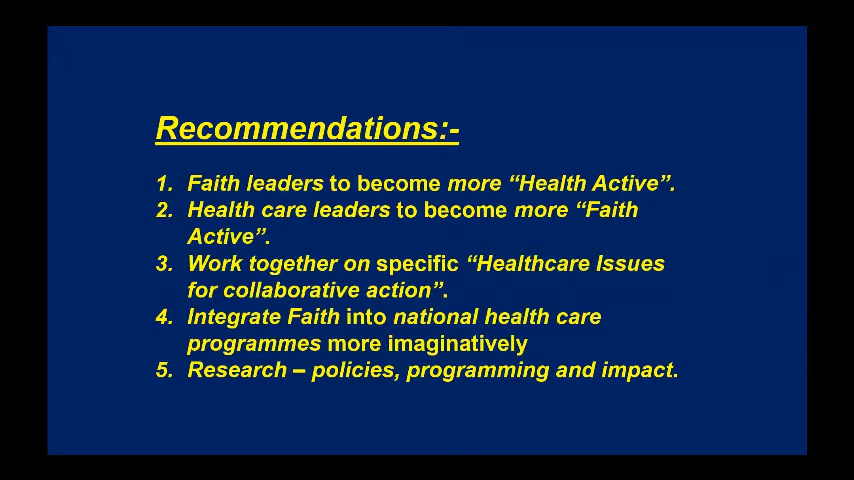 Recommendations:-
1. Faith leaders to become more “Health Active”.
2. Health care leaders to become more “Faith
Active”.
3. Work together on specific “Healthcare Issues
for collaborative action”.
4. Integrate Faith into national health care
programmes more imaginatively
5. Research – policies, programming and impact.